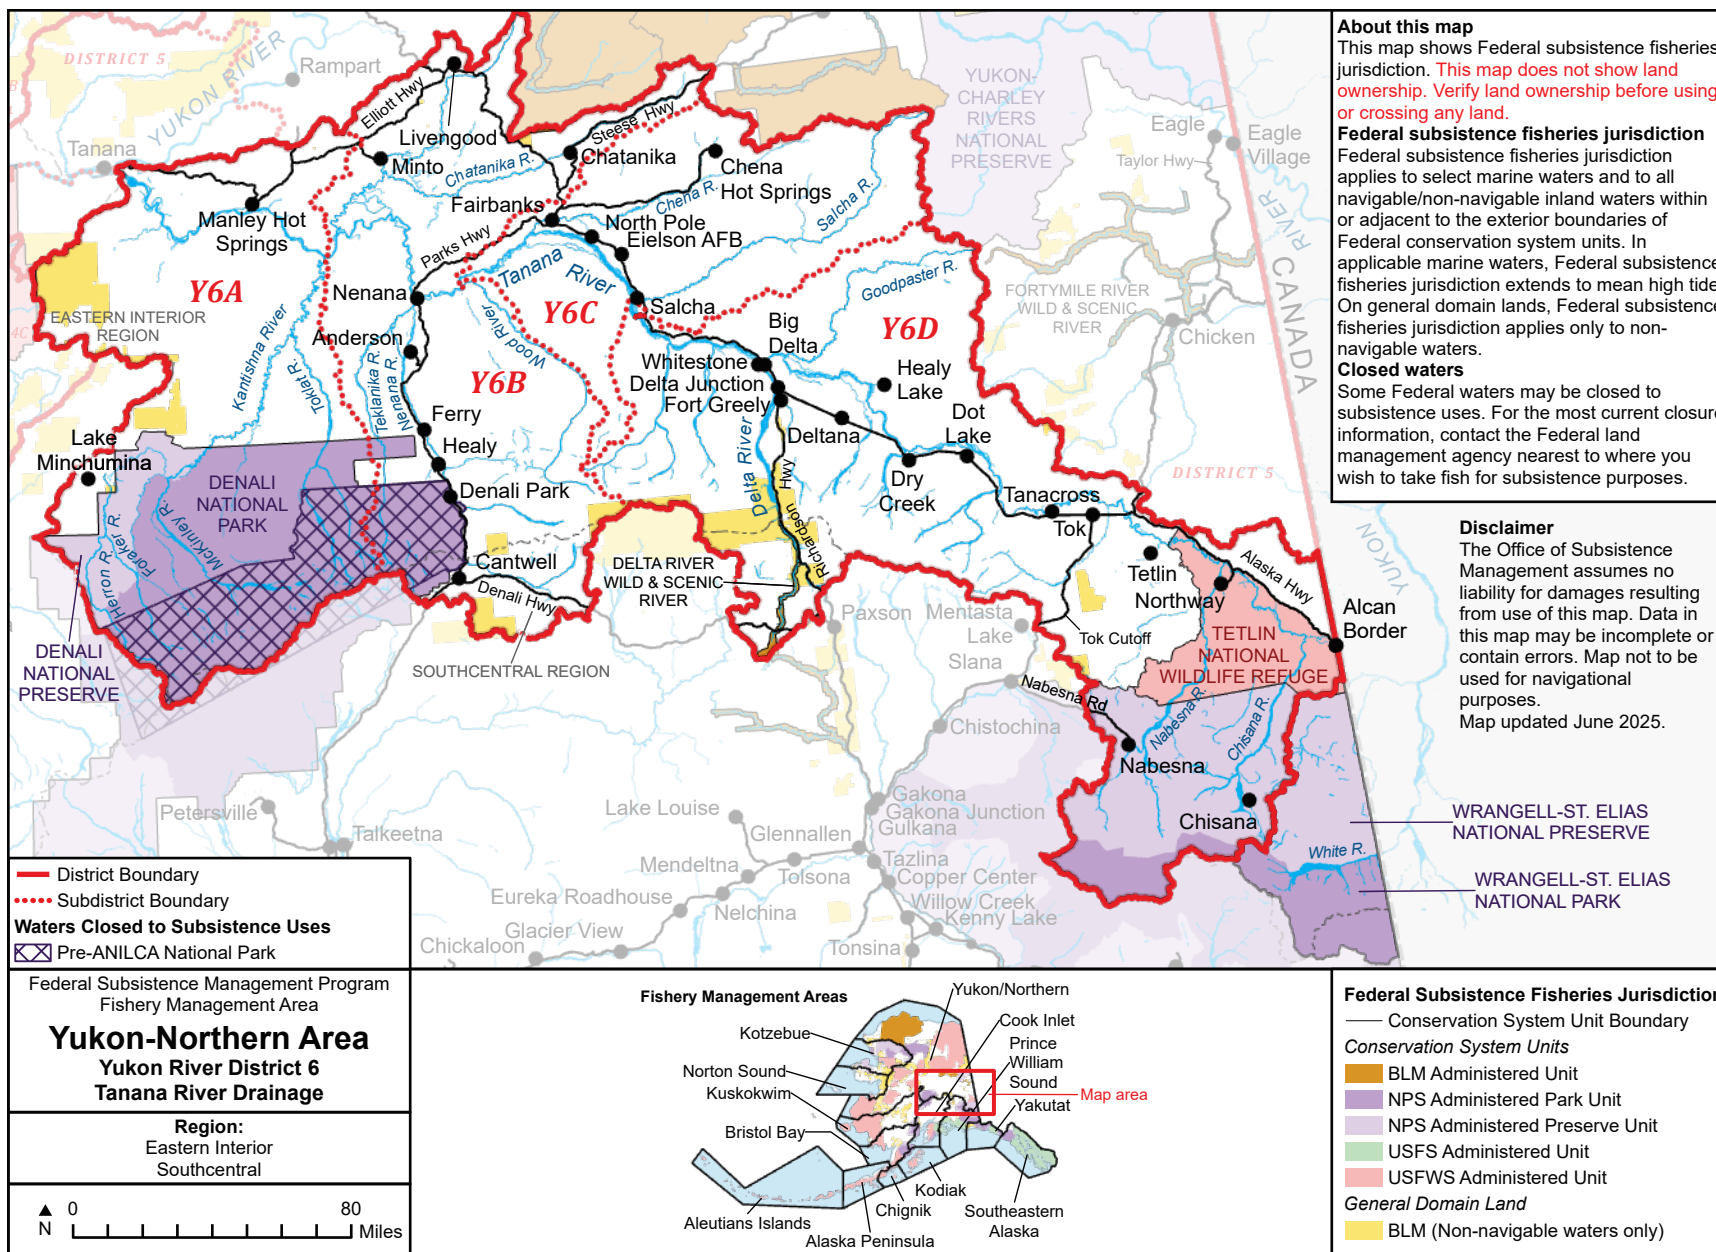 About this map
This map shows Federal subsistence fisheries
jurisdiction. This map does not show land
ownership. Verify land ownership before using
or crossing any land.
Federal subsistence fisheries jurisdiction
Federal subsistence fisheries jurisdiction
applies to select marine waters and to all
navigable/non-navigable inland waters within
or adjacent to the exterior boundaries of
Federal conservation system units. In
applicable marine waters, Federal subsistence
fisheries jurisdiction extends to mean high tide
On general domain lands, Federal subsistence
fisheries jurisdiction applies only to non-
navigable waters.
Closed waters
Some Federal waters may be closed to
subsistence uses. For the most current closure
information, contact the Federal land
management agency nearest to where you
wish to take fish for subsistence purposes.
Disclaimer
The Office of Subsistence
Management assumes no
liability for damages resulting
from use of this map. Data in
this map may be incomplete or
contain errors. Map not to be
used for navigational
purposes.
Map updated June 2025.
DISTRICT 5
YUKON RIVER
Rampart
Tanana
Elliott Hwy
Livengood
Minto
Chatanika R.
Steese Hwy
Chatanika
Chena
Hot Springs
Chena R.
Salcha R.
Manley Hot
Springs
Fairbanks
North Pole
Eielson AFB
Parks Hwy
Tanana
River
Y6A
EASTERN INTERIOR
REGION
4C
Nenana
Y6C
Salcha
Goodpaster R.
Y6D
Kantishna River
Toklat R.
Anderson
Teklanika R.
Nenana R.
Wood River
Y6B
Big
Delta
Whitestone
Delta Junction
Fort Greely
Healy
Lake
Ferry
Healy
Delta River
Deltana
Dot
Lake
Dry
Creek
Lake
Minchumina
DENALI
NATIONAL
PARK
Denali Park
Hwy
Richardson
Tanacross
Tok
Herron R.
Foraker R.
McKinley R.
Cantwell
Denali Hwy
DELTA RIVER
WILD & SCENIC
RIVER
DENALI
NATIONAL
PRESERVE
SOUTHCENTRAL REGION
Tetlin
Northway
Alaska Hwy
Tok Cutoff
TETLIN
NATIONAL
WILDLIFE REFUGE
Alcan
Border
Paxson
Mentasta
Lake
Slana
Nabesna Rd
Nabesna R.
Chisana R.
Nabesna
Chisana
Chistochina
YUKON-
CHARLEY
RIVERS
NATIONAL
PRESERVE
Eagle
Eagle
Village
Taylor Hwy
FORTYMILE RIVER
WILD & SCENIC
RIVER
Chicken
DISTRICT 5
RIVER
CANADA
YUKON
WRANGELL-ST. ELIAS
NATIONAL PRESERVE
White R.
WRANGELL-ST. ELIAS
NATIONAL PARK
Petersville
Talkeetna
Lake Louise
Glennallen
Gakona
Gakona Junction
Gulkana
Mendeltna
Tolsona
Tazlina
Copper Center
Eureka Roadhouse
Nelchina
Willow Creek
Kenny Lake
Glacier View
Chickaloon
Tonsina
District Boundary
Subdistrict Boundary
Waters Closed to Subsistence Uses
Pre-ANILCA National Park
Federal Subsistence Management Program
Fishery Management Area
Yukon-Northern Area
Yukon River District 6
Tanana River Drainage
Region:
Eastern Interior
Southcentral
N
0 80
Miles
Fishery Management Areas
Yukon/Northern
Kotzebue
Cook Inlet
Prince
William
Sound
Norton Sound
Kuskokwim
Map area
Yakutat
Bristol Bay
Kodiak
Chignik
Southeastern
Alaska
Aleutians Islands
Alaska Peninsula
Federal Subsistence Fisheries Jurisdiction
Conservation System Unit Boundary
Conservation System Units
BLM Administered Unit
NPS Administered Park Unit
NPS Administered Preserve Unit
USFS Administered Unit
USFWS Administered Unit
General Domain Land
BLM (Non-navigable waters only)